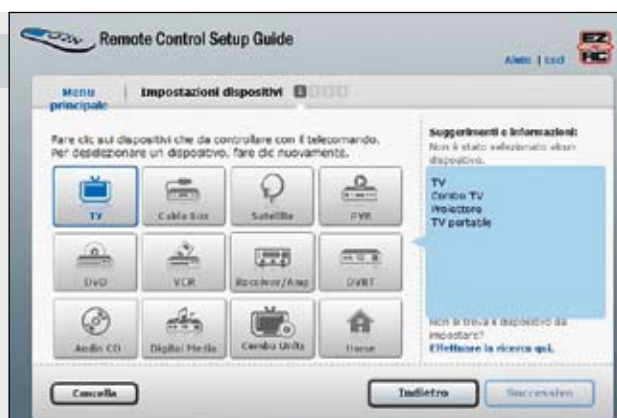 Remote Control Setup Guide
EZ
RC
Aiuto | Esci
Menu principale
Impostazioni dispositivi 1
Fare clic sui dispositivi che da controllare con il telecomando.
Per deselezionare un dispositivo, fare clic nuovamente.
TV
Cable Box
Satellite
PVR
DVD
VCR
Receiver/Amp
DVBT
Audio CD
Digital Media
Combo Units
Home
Suggerimenti e informazioni:
Non è stato selezionato alcun
dispositivo.
TV
Combo TV
Proiettore
TV portable
Non si trova il dispositivo da
impostare?
Effettuare la ricerca qui.
Cancella
Indietro
Successivo